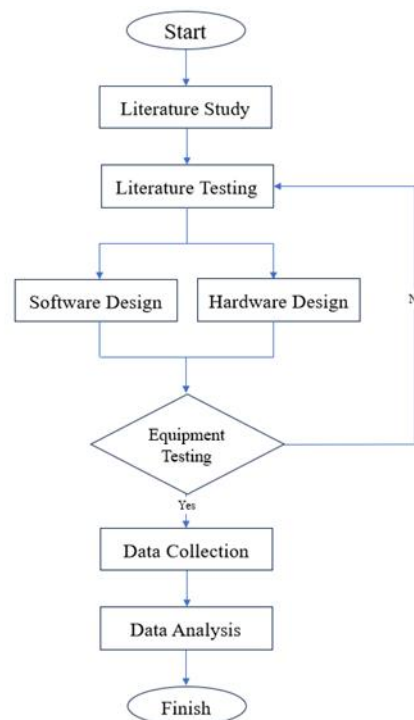 Start
Literature Study
Literature Testing
Software Design
Hardware Design
N
Equipment
Testing
Yes
Data Collection
Data Analysis
Finish